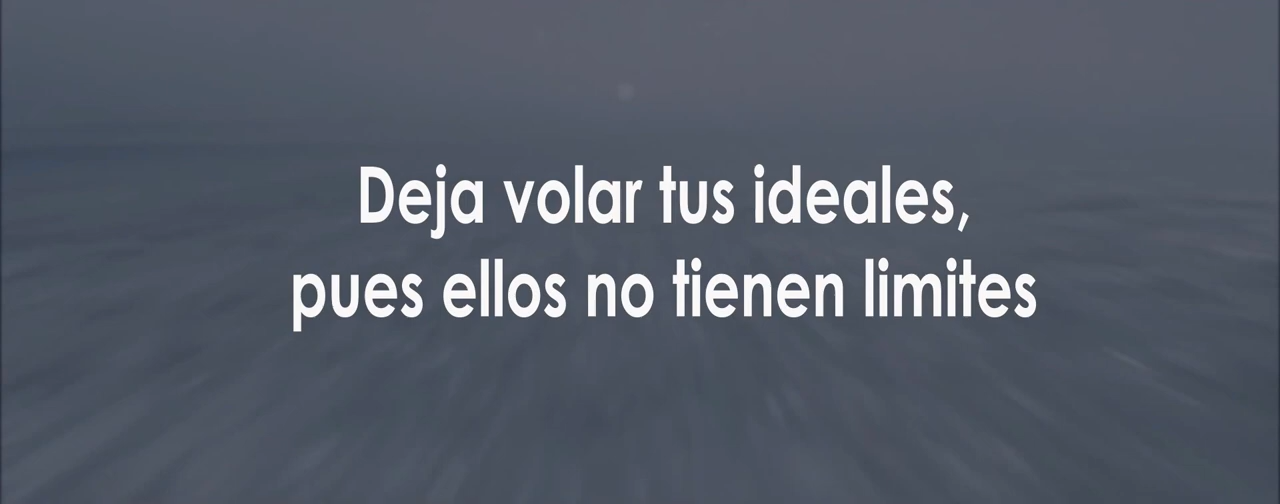 Deja volar tus ideales,
pues ellos no tienen limites